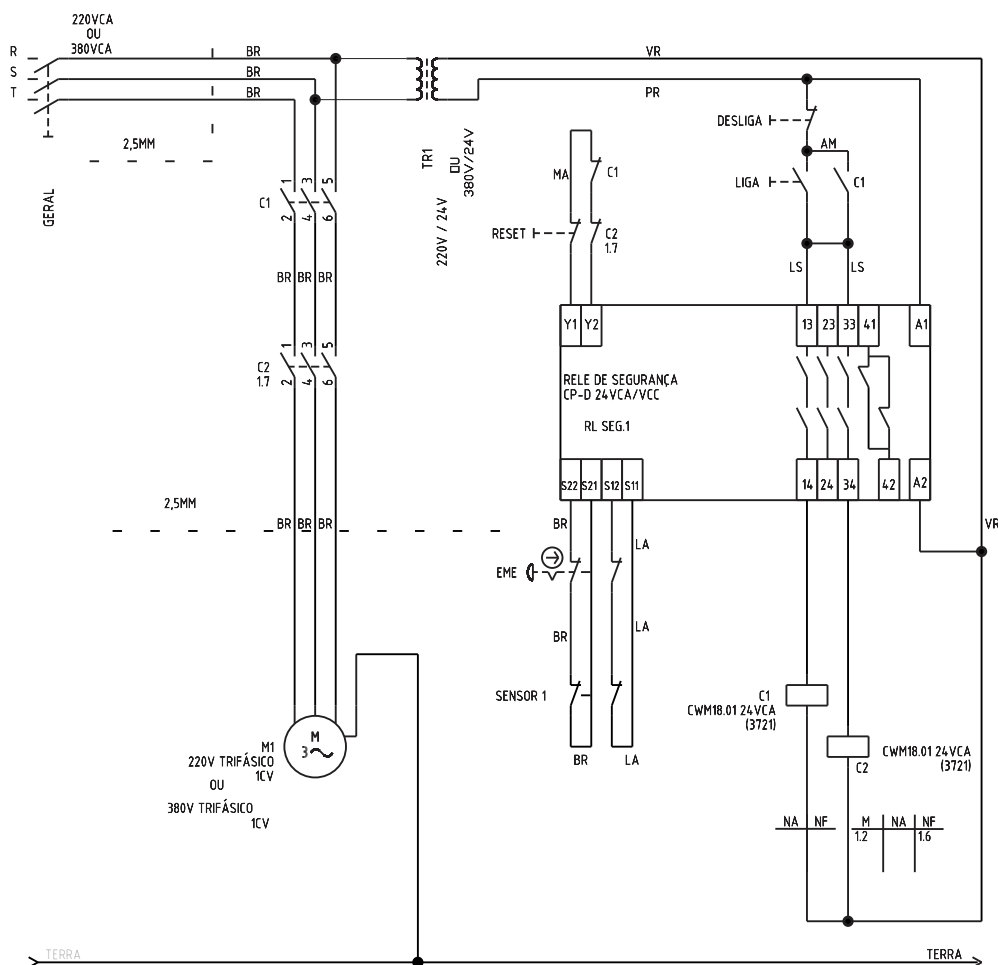 220VCA
OU
380VCA
R
S
T
BR
BR
BR
VR
PR
2,5MM
GERAL
TR1
220V / 24V
OU
380V/24V
DESLIGA
AM
LIGA
C1
MA
C1
RESET
C2
1.7
LS
LS
C1
1
3
5
2
4
6
BR
BR
BR
C2
1.7
1
3
5
2
4
6
Y1
Y2
13
23
33
41
A1
RELE DE SEGURANÇA
CP-D 24VCA/VCC
RL SEG.1
S22
S21
S12
S11
14
24
34
42
A2
2,5MM
BR
BR
BR
BR
LA
VR
EME
BR
LA
SENSOR 1
BR
LA
C1
CWM18.01 24VCA
(3721)
CWM18.01 24VCA
(3721)
C2
M
3
M1
220V TRIFÁSICO
1CV
OU
380V TRIFÁSICO
1CV
NA
NF
M
NA
NF
1.2
1.6
TERRA
TERRA